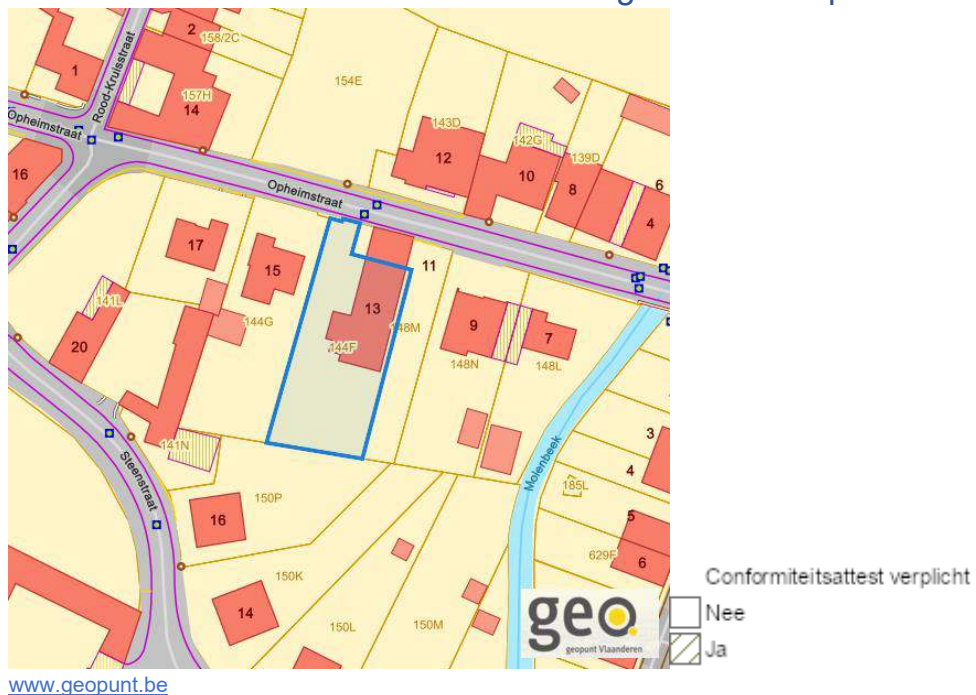 2
158/2C
1
Rood-Kruisstraat
157H
14
154E
Opheimstraat
143D
142G
139D
12
10
8
6
4
16
Opheimstraat
17
15
11
13
141L
20
144G
144F
148M
9
7
148N
148L
Molenbeek
3
4
185L
141N
Steenstraat
150P
16
5
629F
6
150K
14
150L
150M
geo
geopunt Vlaanderen
Conformiteitsattest verplicht
Nee
Ja
www.geopunt.be